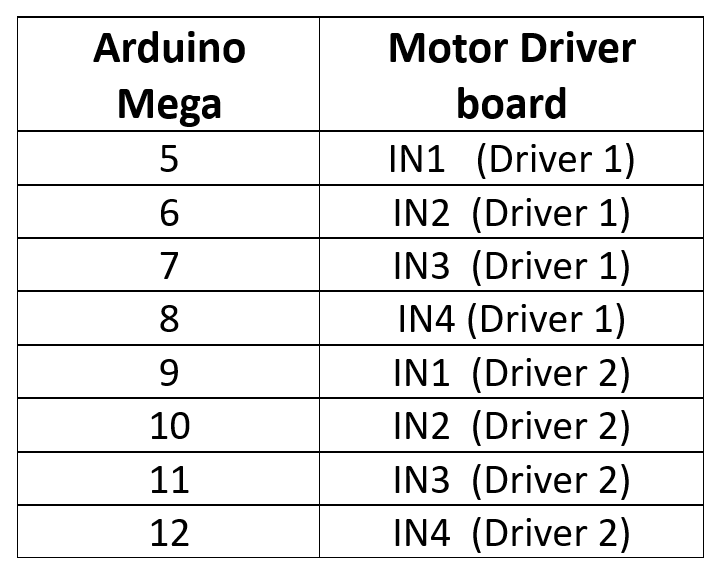 Arduino Mega | Motor Driver board
5 | IN1 (Driver 1)
6 | IN2 (Driver 1)
7 | IN3 (Driver 1)
8 | IN4 (Driver 1)
9 | IN1 (Driver 2)
10 | IN2 (Driver 2)
11 | IN3 (Driver 2)
12 | IN4 (Driver 2)